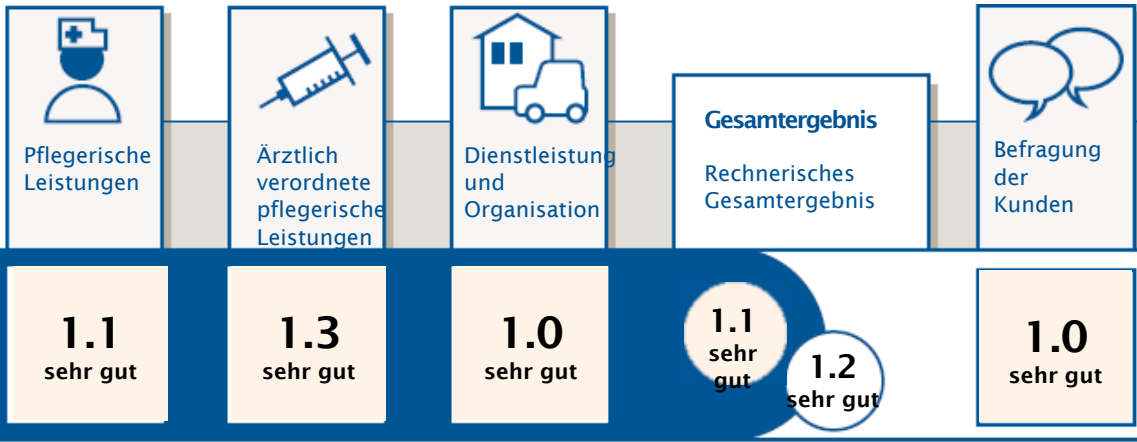 Pflegerische
Leistungen
Ärztlich
verordnete
pflegerische
Leistungen
Dienstleistung
und
Organisation
Gesamtergebnis
Rechnerisches
Gesamtergebnis
Befragung
der
Kunden
1.1
sehr gut
1.3
sehr gut
1.0
sehr gut
1.1
sehr
gut
1.2
sehr gut
1.0
sehr gut